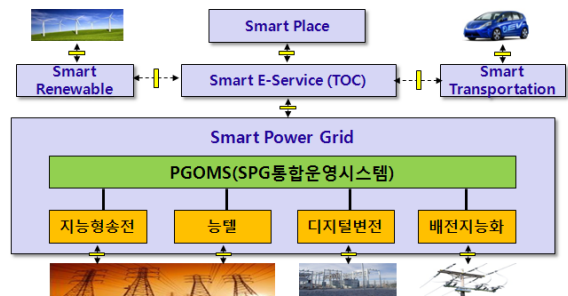 Smart Place
Smart
Renewable
Smart E-Service (TOC)
Smart
Transportation
Smart Power Grid
PGOMS(SPG통합운영시스템)
지능형송전
능텔
디지털변전
배전지능화